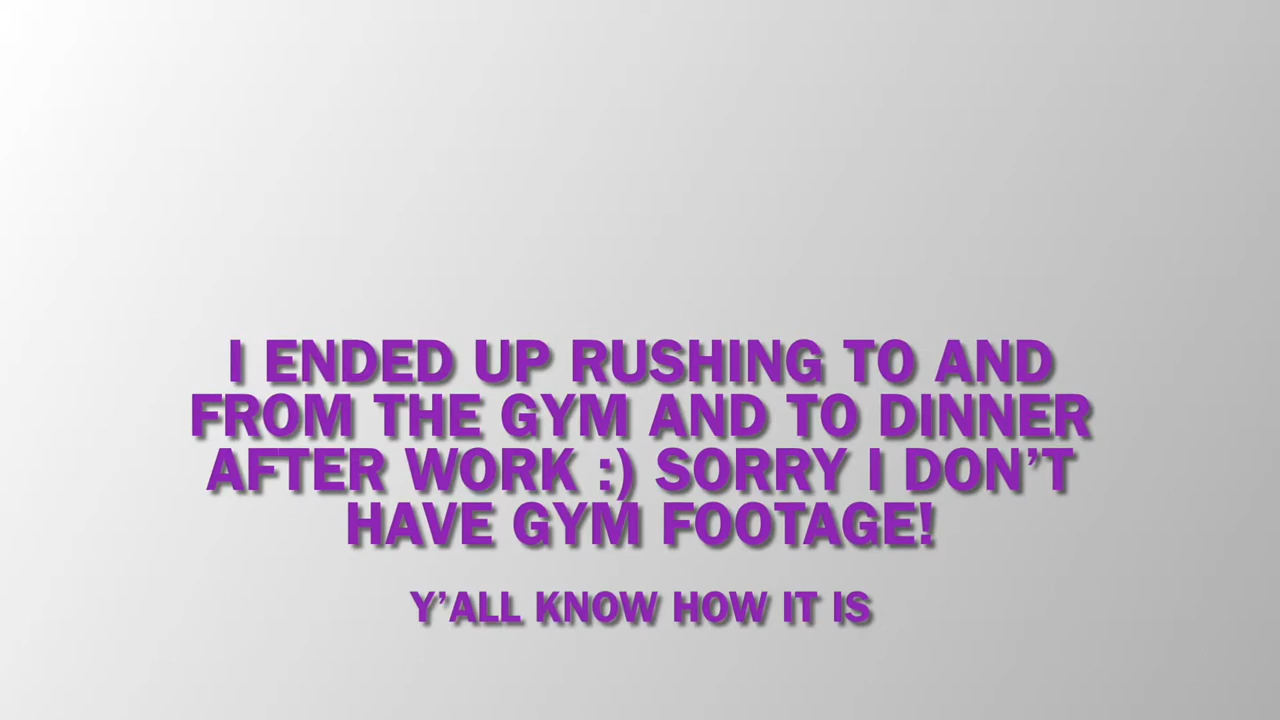 I ENDED UP RUSHING TO AND
FROM THE GYM AND TO DINNER
AFTER WORK :) SORRY I DON’T
HAVE GYM FOOTAGE!
Y’ALL KNOW HOW IT IS